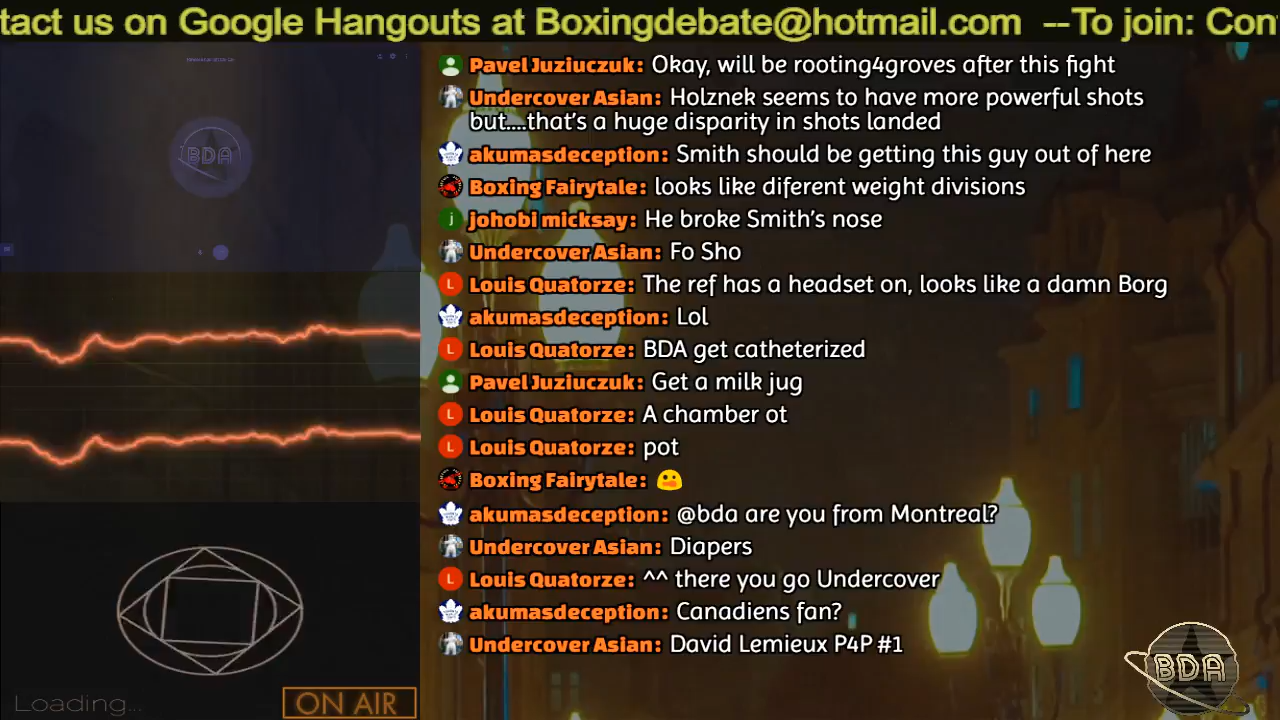 tact us on Google Hangouts at Boxingdebate@hotmail.com --To join: Con
BDA
Pavel Juziuczuk: Okay, will be rooting4groves after this fight
Undercover Asian: Holznek seems to have more powerful shots
but....that's a huge disparity in shots landed
akumasdeception: Smith should be getting this guy out of here
Boxing Fairytale: looks like diferent weight divisions
johobi micksay: He broke Smith's nose
Undercover Asian: Fo Sho
Louis Quatorze: The ref has a headset on, looks like a damn Borg
akumasdeception: Lol
Louis Quatorze: BDA get catheterized
Pavel Juziuczuk: Get a milk jug
Louis Quatorze: A chamber ot
Louis Quatorze: pot
Boxing Fairytale:
akumasdeception: @bda are you from Montreal?
Undercover Asian: Diapers
Louis Quatorze: ^^ there you go Undercover
akumasdeception: Canadiens fan?
Undercover Asian: David Lemieux P4P #1
Loading...
ON AIR
BDA